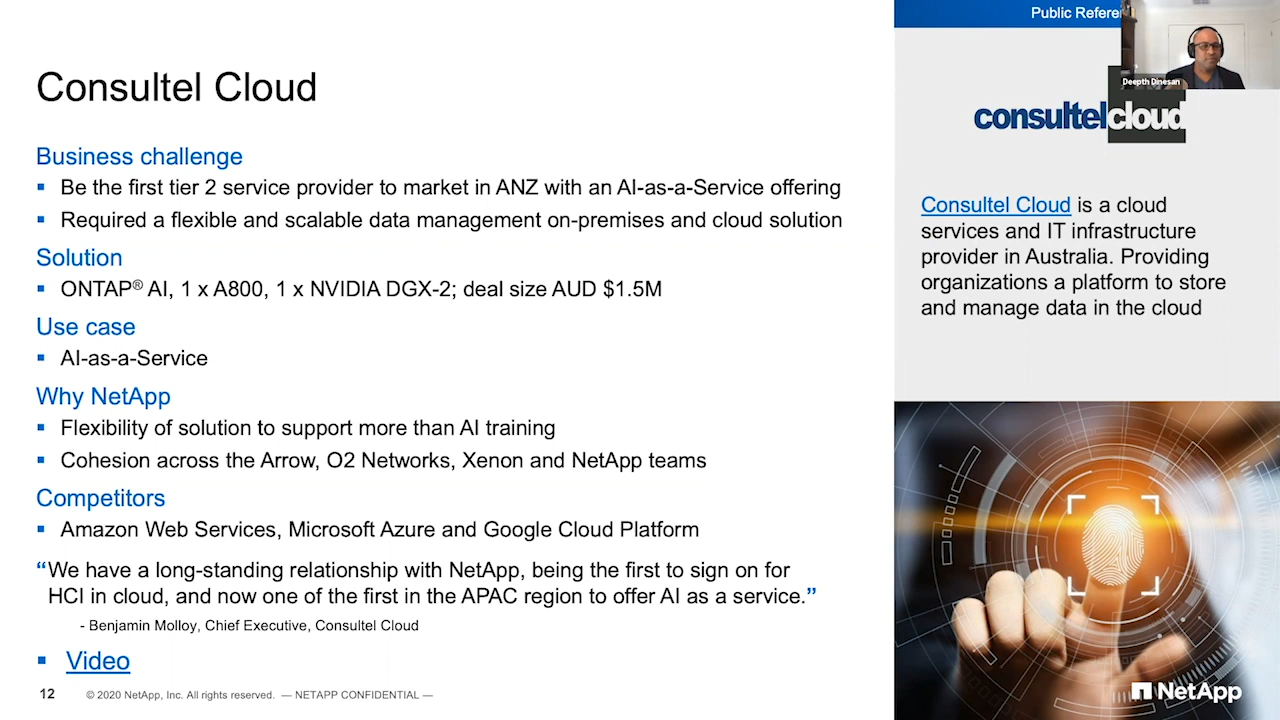 Public Refere
Deepth Dinesan
Consultel Cloud
consultelcloud
Business challenge
▪ Be the first tier 2 service provider to market in ANZ with an AI-as-a-Service offering
▪ Required a flexible and scalable data management on-premises and cloud solution
Solution
▪ ONTAP® AI, 1 x A800, 1 x NVIDIA DGX-2; deal size AUD $1.5M
Use case
▪ AI-as-a-Service
Why NetApp
▪ Flexibility of solution to support more than AI training
▪ Cohesion across the Arrow, O2 Networks, Xenon and NetApp teams
Competitors
▪ Amazon Web Services, Microsoft Azure and Google Cloud Platform
“We have a long-standing relationship with NetApp, being the first to sign on for
HCI in cloud, and now one of the first in the APAC region to offer AI as a service.”
- Benjamin Molloy, Chief Executive, Consultel Cloud
▪ Video
Consultel Cloud is a cloud
services and IT infrastructure
provider in Australia. Providing
organizations a platform to store
and manage data in the cloud
12 © 2020 NetApp, Inc. All rights reserved. — NETAPP CONFIDENTIAL —
NetApp